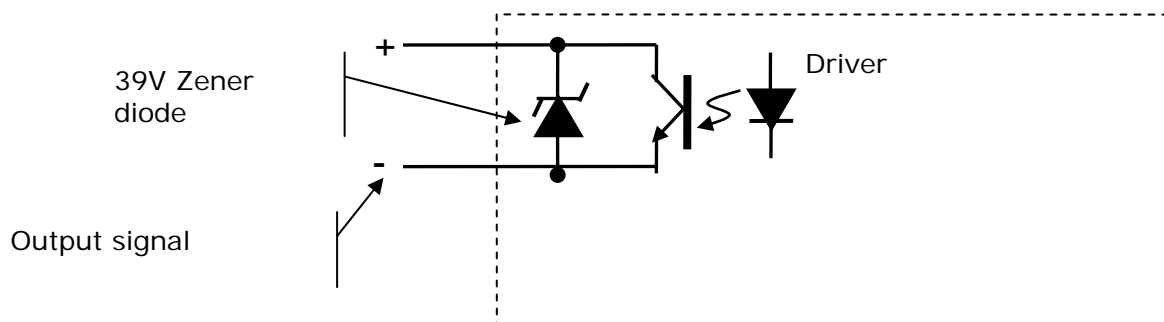 +
Driver
39V Zener
diode
-
Output signal